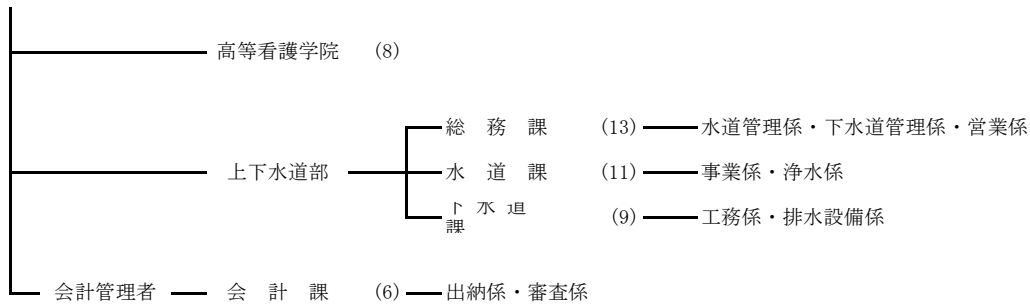 高等看護学院 (8)
総務課 (13) 水道管理係・下水道管理係・営業係
上下水道部 水道課 (11) 事業係・浄水係
下水道課 (9) 工務係・排水設備係
会計管理者 会計課 (6) 出納係・審査係